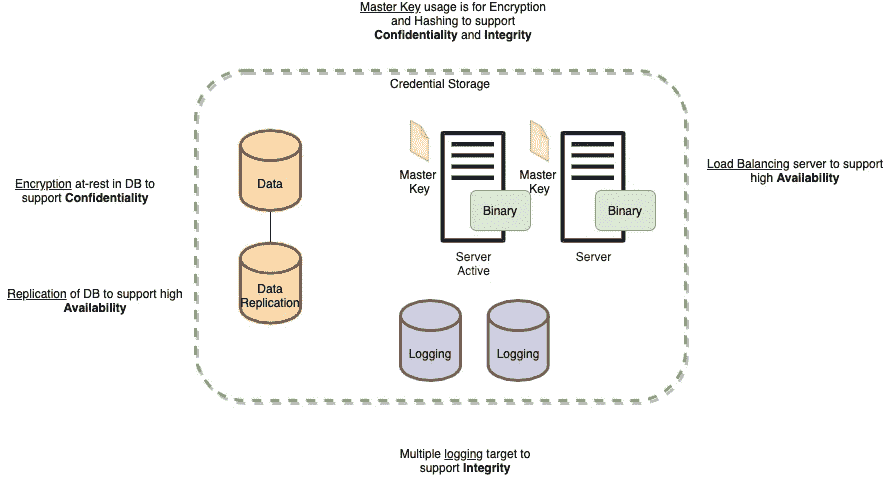 Master Key usage is for Encryption
and Hashing to support
Confidentiality and Integrity
Credential Storage
Master
Key
Master
Key
Data
Binary
Binary
Server
Active
Server
Data
Replication
Logging
Logging
Encryption at-rest in DB to
support Confidentiality
Replication of DB to support high
Availability
Load Balancing server to support
high Availability
Multiple logging target to
support Integrity